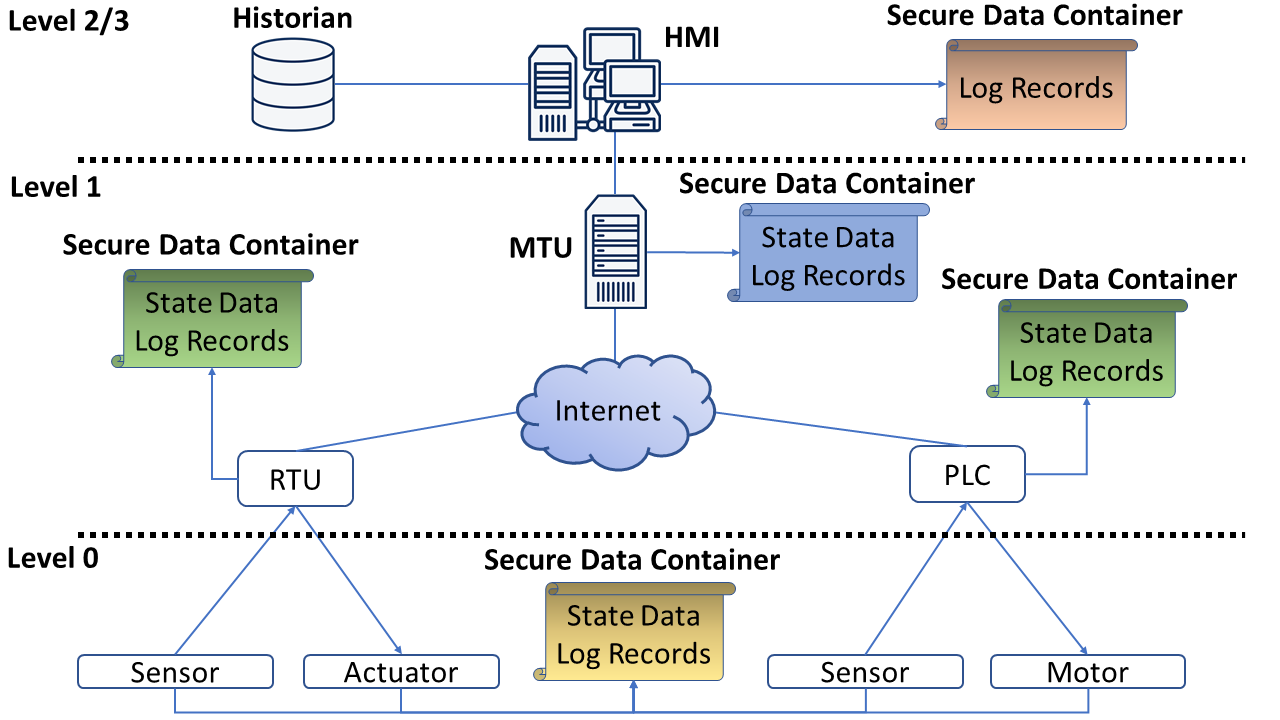 Level 2/3
Historian
HMI
Secure Data Container
Log Records
Level 1
Secure Data Container
MTU
State Data
Log Records
Secure Data Container
State Data
Log Records
Secure Data Container
State Data
Log Records
Internet
RTU
PLC
Level 0
Secure Data Container
State Data
Log Records
Sensor
Actuator
Sensor
Motor